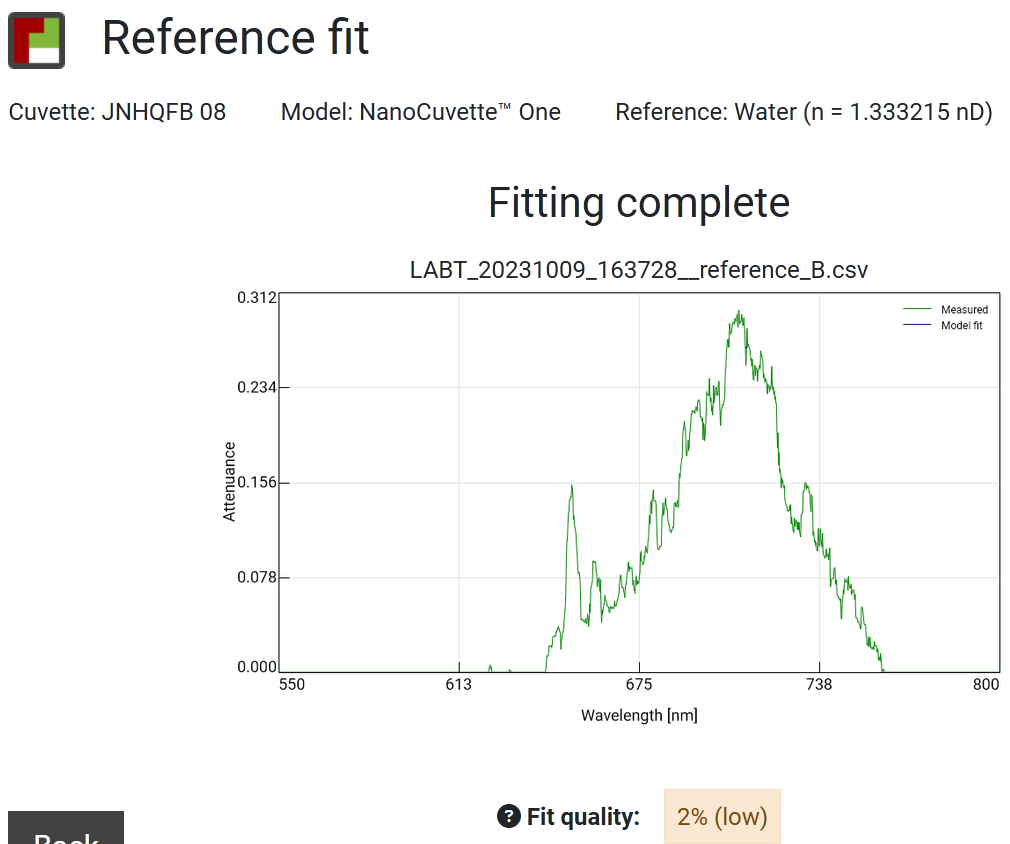 Reference fit
Cuvette: JNHQFB 08 Model: NanoCuvette™ One Reference: Water (n = 1.333215 nD)
Fitting complete
LABT_20231009_163728__reference_B.csv
0.312
0.234
0.156
0.078
0.000
Attenuance
Measured
Model fit
550 613 675 738 800
Wavelength [nm]
? Fit quality: 2% (low)
Back